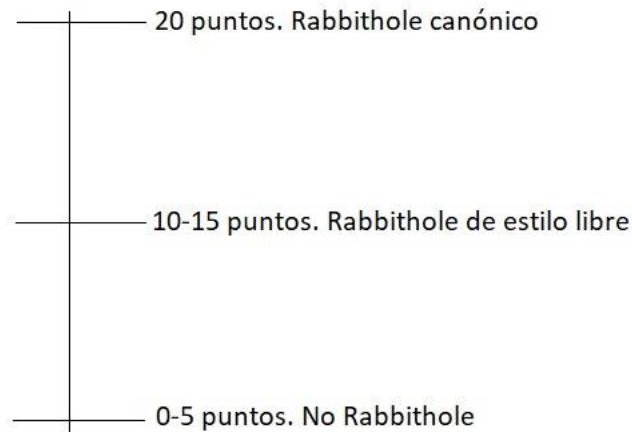 20 puntos. Rabbithole canónico
10-15 puntos. Rabbithole de estilo libre
0-5 puntos. No Rabbithole